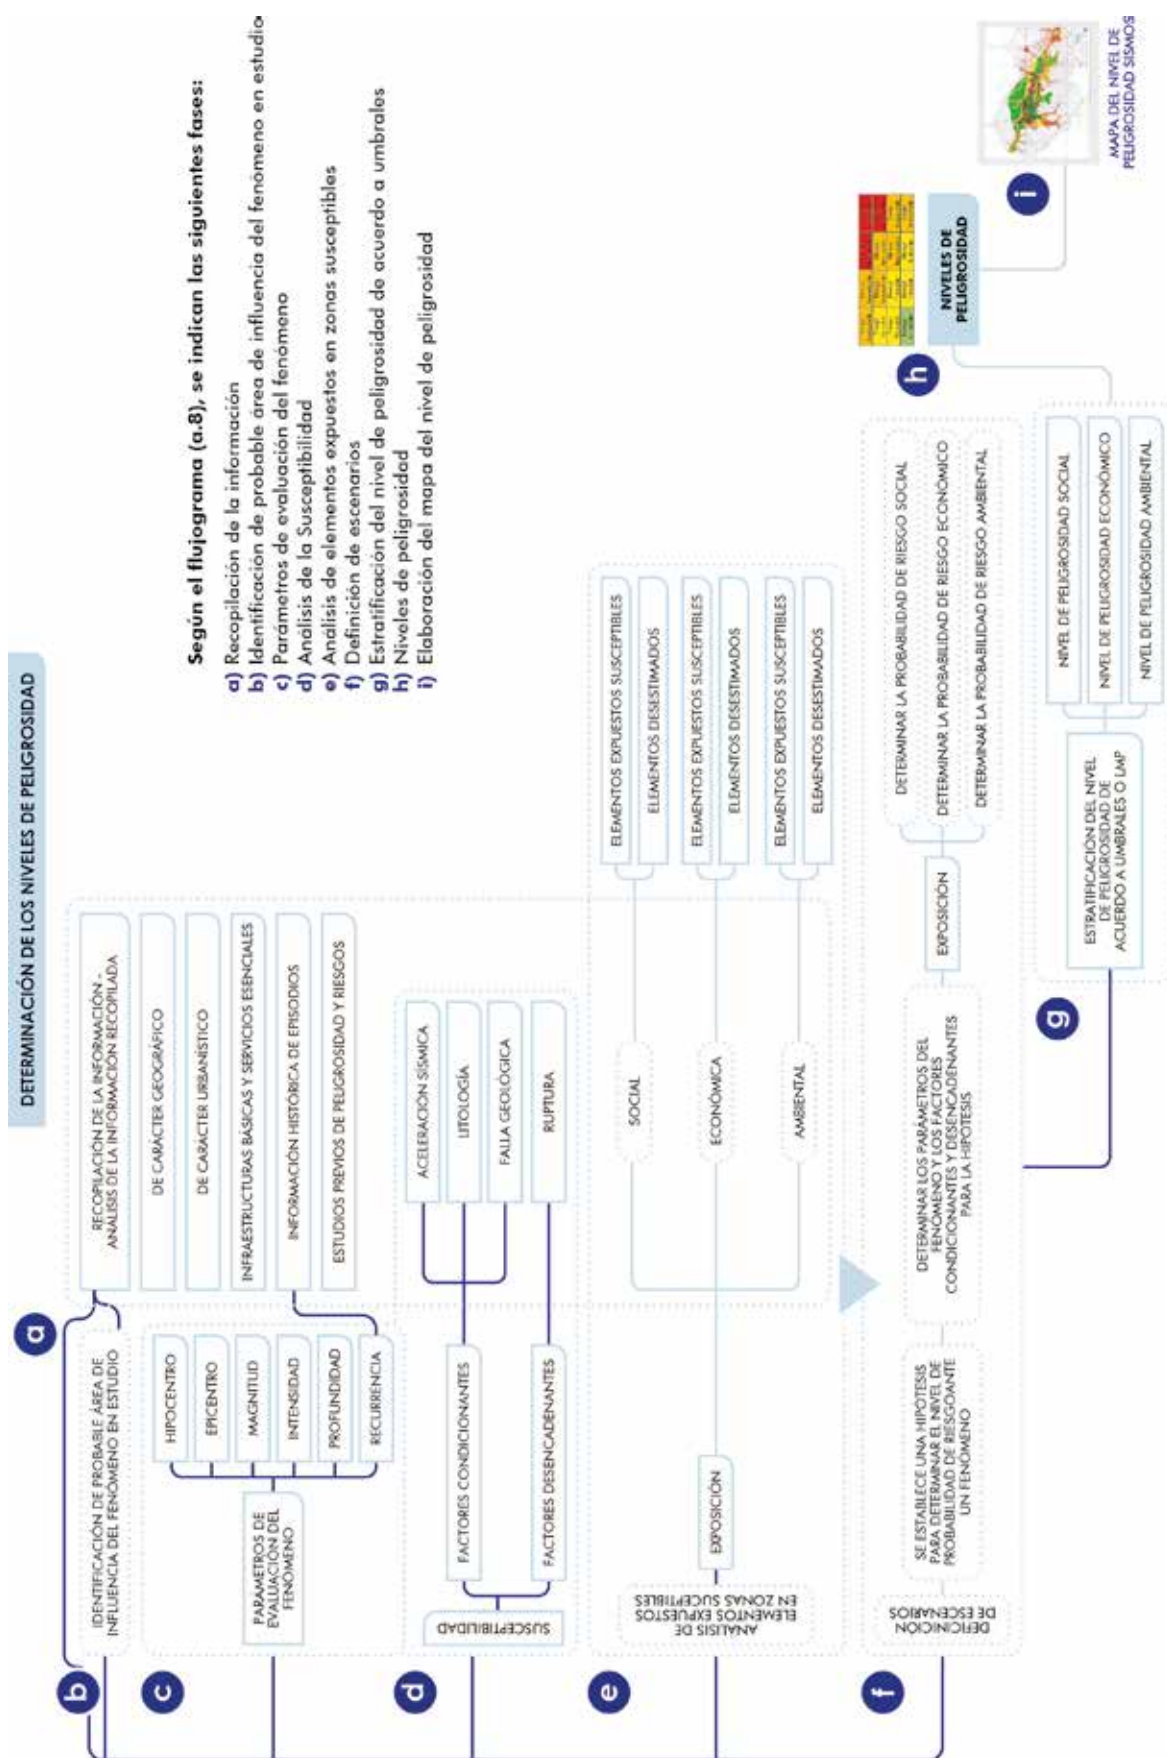 DETERMINACIÓN DE LOS NIVELES DE PELIGROSIDAD
Según el flujograma (a.8), se indican las siguientes fases:
a) Recopilación de la información
b) Identificación de probable área de influencia del fenómeno en estudio
c) Parámetros de evaluación del fenómeno
d) Análisis de la Susceptibilidad
e) Análisis de elementos expuestos en zonas susceptibles
f) Definición de escenarios
g) Estratificación del nivel de peligrosidad de acuerdo a umbrales
h) Niveles de peligrosidad
i) Elaboración del mapa del nivel de peligrosidad
a
RECOPILACIÓN DE LA INFORMACIÓN -
ANÁLISIS DE LA INFORMACIÓN RECOPILADA
DE CARÁCTER GEOGRÁFICO
DE CARÁCTER URBANÍSTICO
INFRAESTRUCTURAS BÁSICAS Y SERVICIOS ESENCIALES
INFORMACIÓN HISTÓRICA DE EPISODIOS
ESTUDIOS PREVIOS DE PELIGROSIDAD Y RIESGOS
b
IDENTIFICACIÓN DE PROBABLE ÁREA DE
INFLUENCIA DEL FENÓMENO EN ESTUDIO
c
PARÁMETROS DE
EVALUACIÓN DEL
FENÓMENO
HIPOCENTRO
EPICENTRO
MAGNITUD
INTENSIDAD
PROFUNDIDAD
RECURRENCIA
d
SUSCEPTIBILIDAD
FACTORES CONDICIONANTES
ACELERACIÓN SÍSMICA
LITOLOGÍA
FALLA GEOLÓGICA
FACTORES DESENCADENANTES
RUPTURA
e
ANÁLISIS DE
ELEMENTOS EXPUESTOS
EN ZONAS SUCEPTIBLES
EXPOSICIÓN
SOCIAL
ELEMENTOS EXPUESTOS SUSCEPTIBLES
ELEMENTOS DESESTIMADOS
ECONÓMICA
ELEMENTOS EXPUESTOS SUSCEPTIBLES
ELEMENTOS DESESTIMADOS
AMBIENTAL
ELEMENTOS EXPUESTOS SUSCEPTIBLES
ELEMENTOS DESESTIMADOS
f
DEFICINICIÓN
DE ESCENARIOS
SE ESTABLECE UNA HIPOTESIS
PARA DETERMINAR EL NIVEL DE
PROBABILIDAD DE RIESGOANTE
UN FENÓMENO
DETERMINAR LOS PARÁMETROS DEL
FENÓMENO Y LOS FACTORES
CONDICIONANTES Y DESENCADENANTES
PARA LA HIPOTESIS
EXPOSICIÓN
DETERMINAR LA PROBABILIDAD DE RIESGO SOCIAL
DETERMINAR LA PROBABILIDAD DE RIESGO ECONÓMICO
DETERMINAR LA PROBABILIDAD DE RIESGO AMBIENTAL
g
ESTRATIFICACIÓN DEL NIVEL
DE PELIGROSIDAD DE
ACUERDO A UMBRALES O LMP
NIVEL DE PELIGROSIDAD SOCIAL
NIVEL DE PELIGROSIDAD ECONÓMICO
NIVEL DE PELIGROSIDAD AMBIENTAL
h
NIVELES DE
PELIGROSIDAD
i
MAPA DEL NIVEL DE
PELIGROSIDAD SISMOS